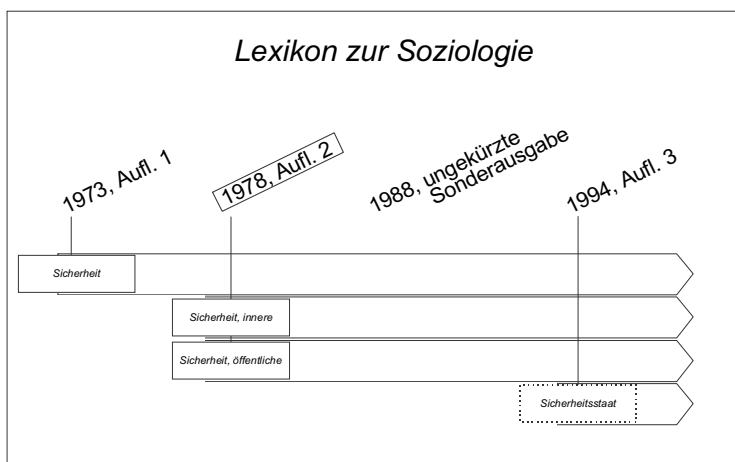 Lexikon zur Soziologie
1973, Aufl. 1
1978, Aufl. 2
1988, ungekürzte
Sonderausgabe
1994, Aufl. 3
Sicherheit
Sicherheit, innere
Sicherheit, öffentliche
Sicherheitsstaat